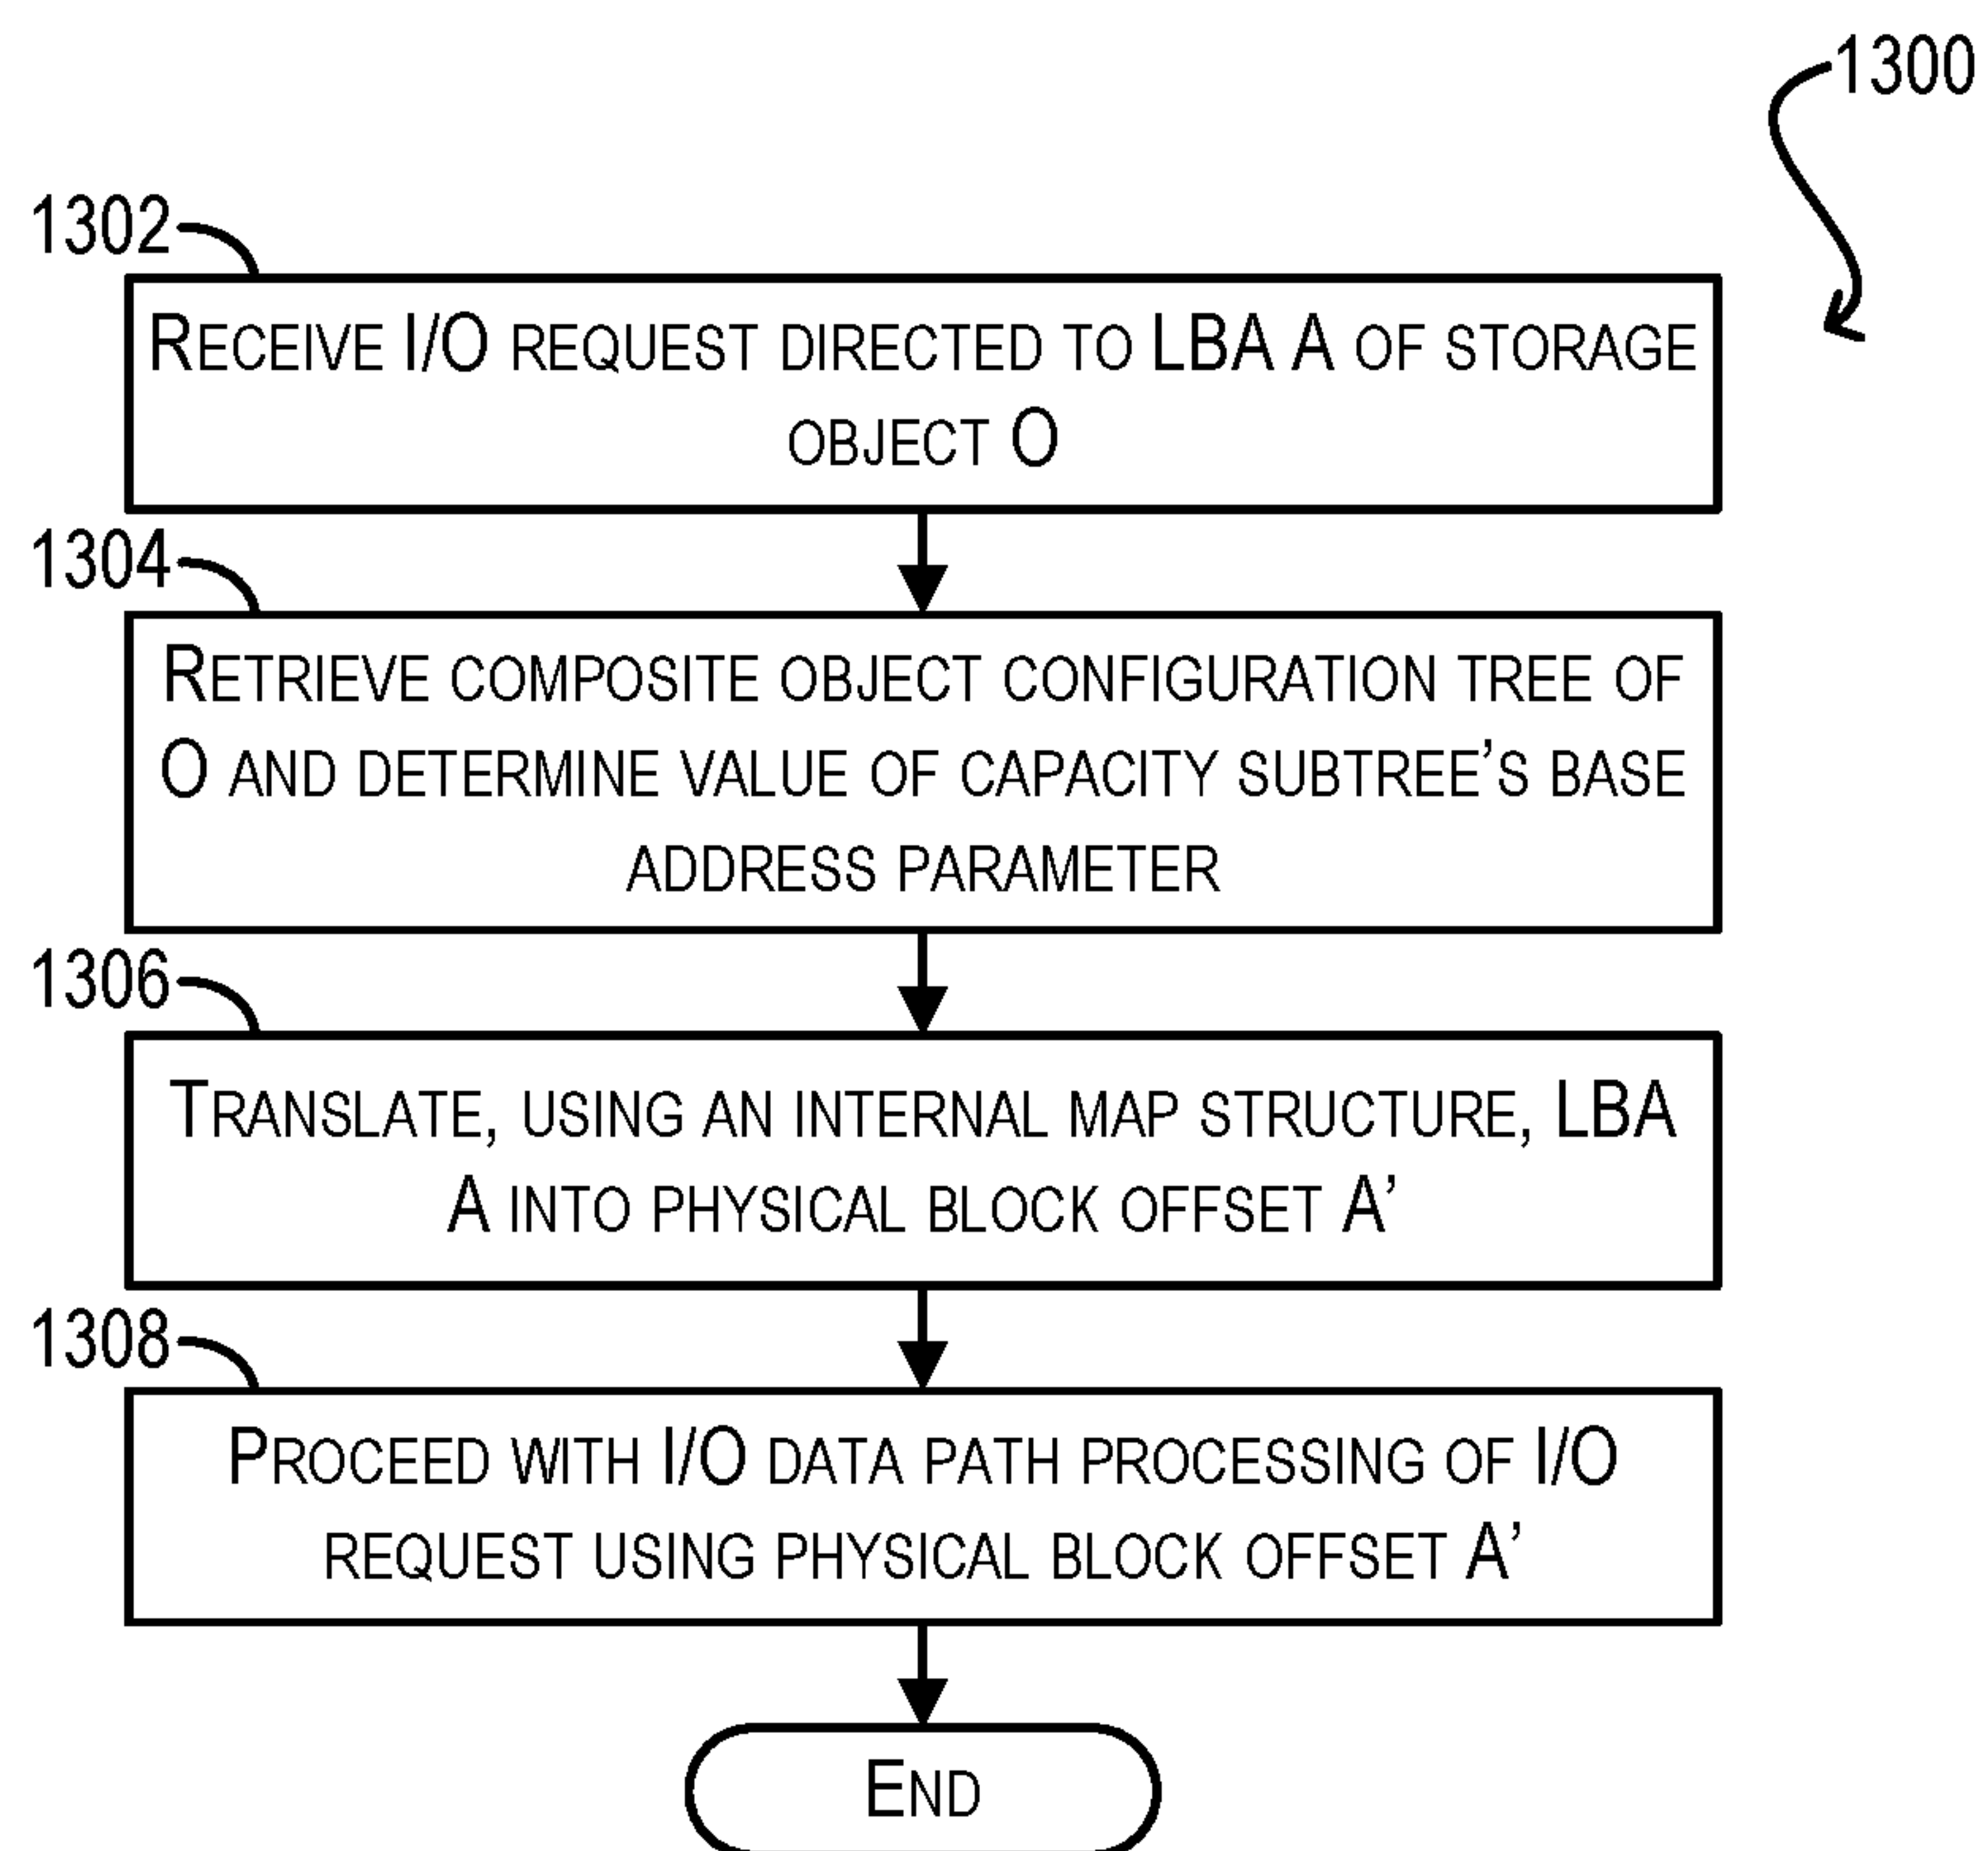 1300
1302
RECEIVE I/O REQUEST DIRECTED TO LBA A OF STORAGE
OBJECT O
1304
RETRIEVE COMPOSITE OBJECT CONFIGURATION TREE OF
O AND DETERMINE VALUE OF CAPACITY SUBTREE'S BASE
ADDRESS PARAMETER
1306
TRANSLATE, USING AN INTERNAL MAP STRUCTURE, LBA
A INTO PHYSICAL BLOCK OFFSET A'
1308
PROCEED WITH I/O DATA PATH PROCESSING OF I/O
REQUEST USING PHYSICAL BLOCK OFFSET A'
END